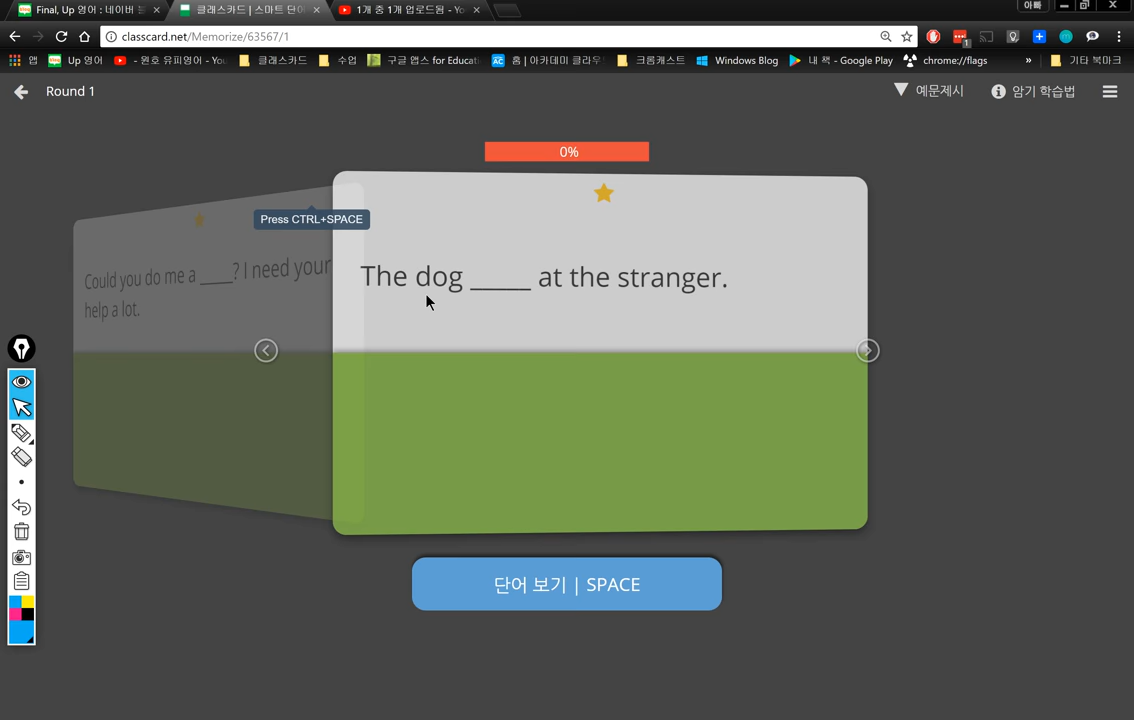 Final, Up 영어 : 네이버 블
클래스카드 | 스마트 단어
1개 중 1개 업로드됨 - Yo
아빠
classcard.net/Memorize/63567/1
앱
Up 영어
- 원호 유피영어 - You
클래스카드
수업
구글 앱스 for Educati
홈 | 아카데미 클라우
크롬캐스트
Windows Blog
내 책 - Google Play
chrome://flags
»
기타 북마크
Round 1
예문제시
암기 학습법
0%
Press CTRL+SPACE
Could you do me a ____? I need your
help a lot.
The dog _____ at the stranger.
단어 보기 | SPACE